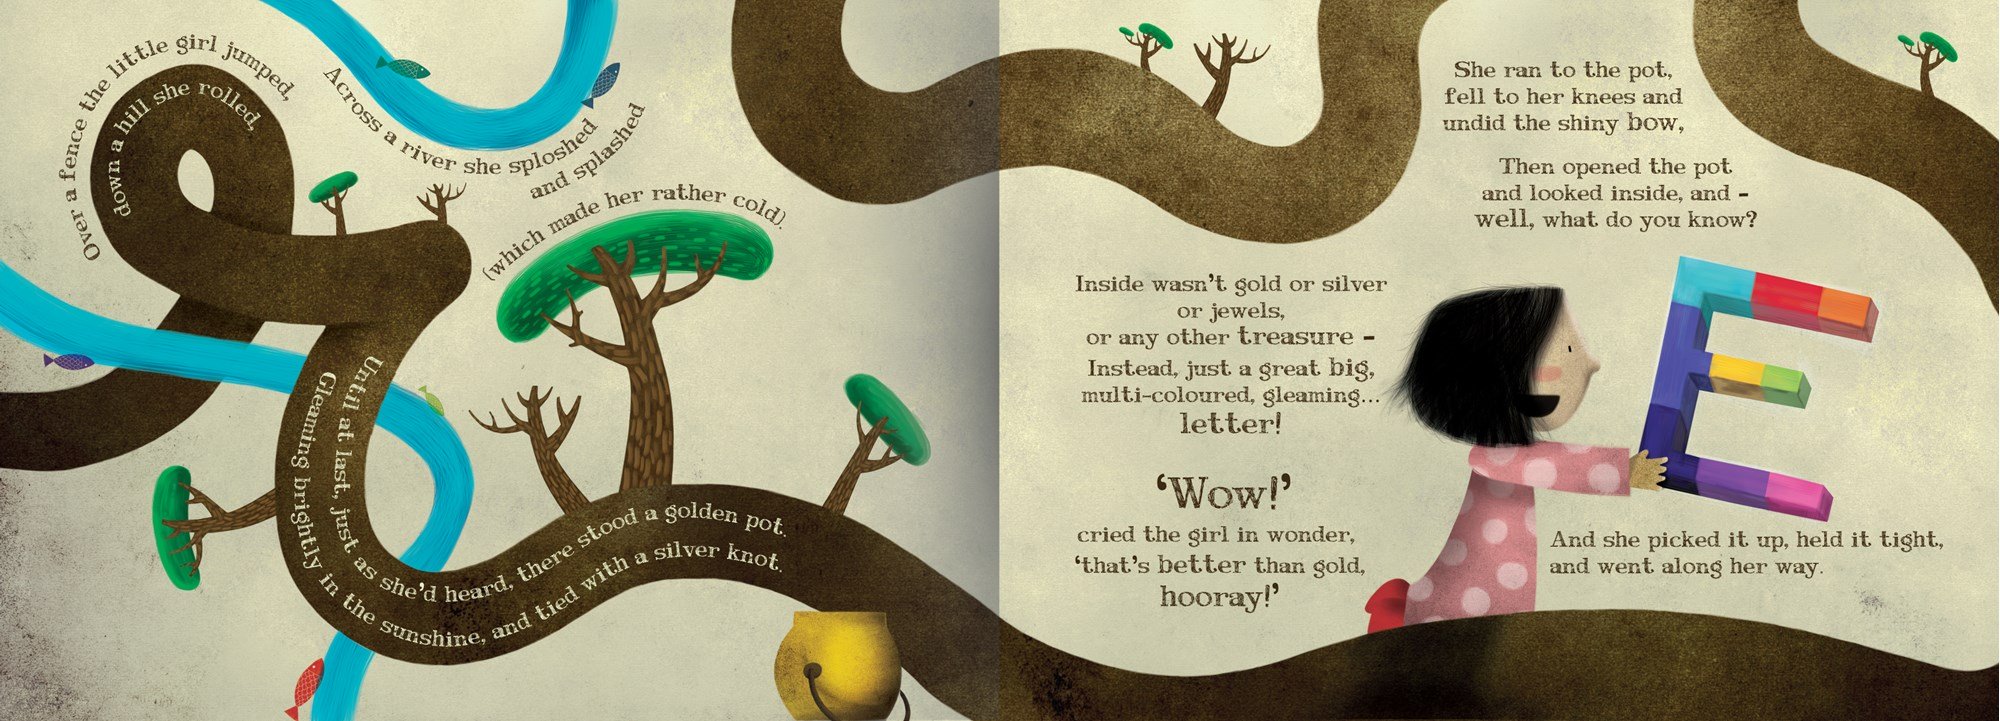 Over a fence the little girl jumped,
down a hill she rolled,
Across a river she sploshed
and splashed
(which made her rather cold).
Until at last, just as she'd heard, there stood a golden pot.
Gleaming brightly in the sunshine, and tied with a silver knot.
She ran to the pot,
fell to her knees and
undid the shiny bow,
Then opened the pot
and looked inside, and –
well, what do you know?
Inside wasn't gold or silver
or jewels,
or any other treasure –
Instead, just a great big,
multi-coloured, gleaming...
letter!
'Wow!'
cried the girl in wonder,
'that's better than gold,
hooray!'
E
And she picked it up, held it tight,
and went along her way.